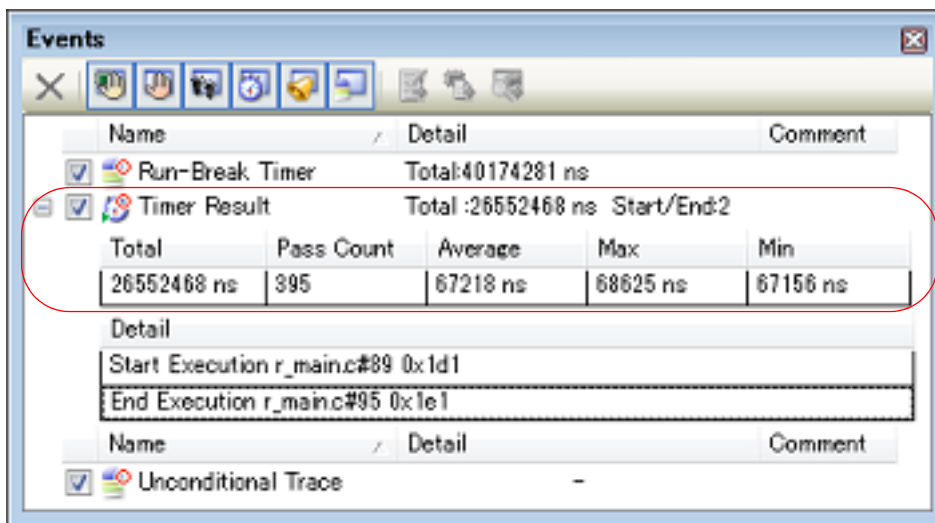 Events
Name Detail Comment
Run-Break Timer Total:40174281 ns
Timer Result Total :26552468 ns Start/End:2
Total Pass Count Average Max Min
26552468 ns 395 67218 ns 68625 ns 67156 ns
Detail
Start Execution r_main.c#89 0x1d1
End Execution r_main.c#95 0x1e1
Name Detail Comment
Unconditional Trace -